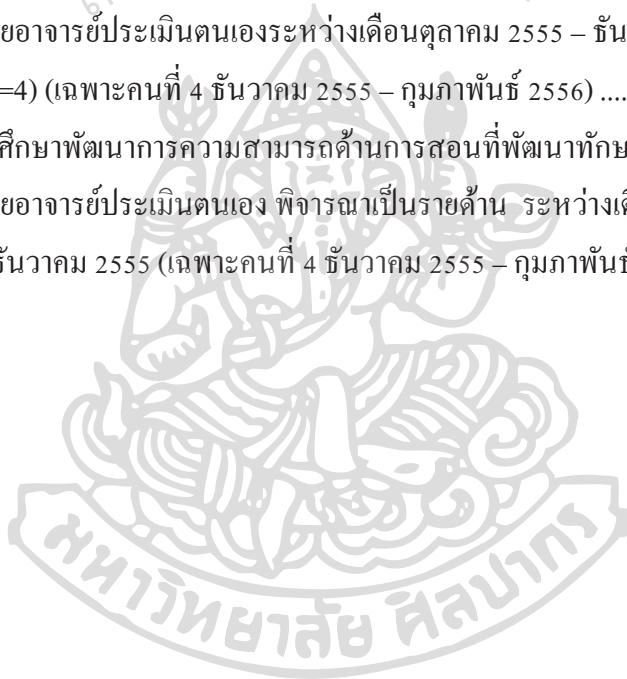 ยอาจารย์ประเมินตนเองระหว่างเดือนตุลาคม 2555 – ธัน
=4) (เฉพาะคนที่ 4 ธันวาคม 2555 – กุมภาพันธ์ 2556) ....
ศึกษาพัฒนาการความสามารถด้านการสอนที่พัฒนาทักษ
ยอาจารย์ประเมินตนเอง พิจารณาเป็นรายด้าน ระหว่างเดื
ธันวาคม 2555 (เฉพาะคนที่ 4 ธันวาคม 2555 – กุมภาพันธ์
มหาวิทยาลัย ศิลปากร